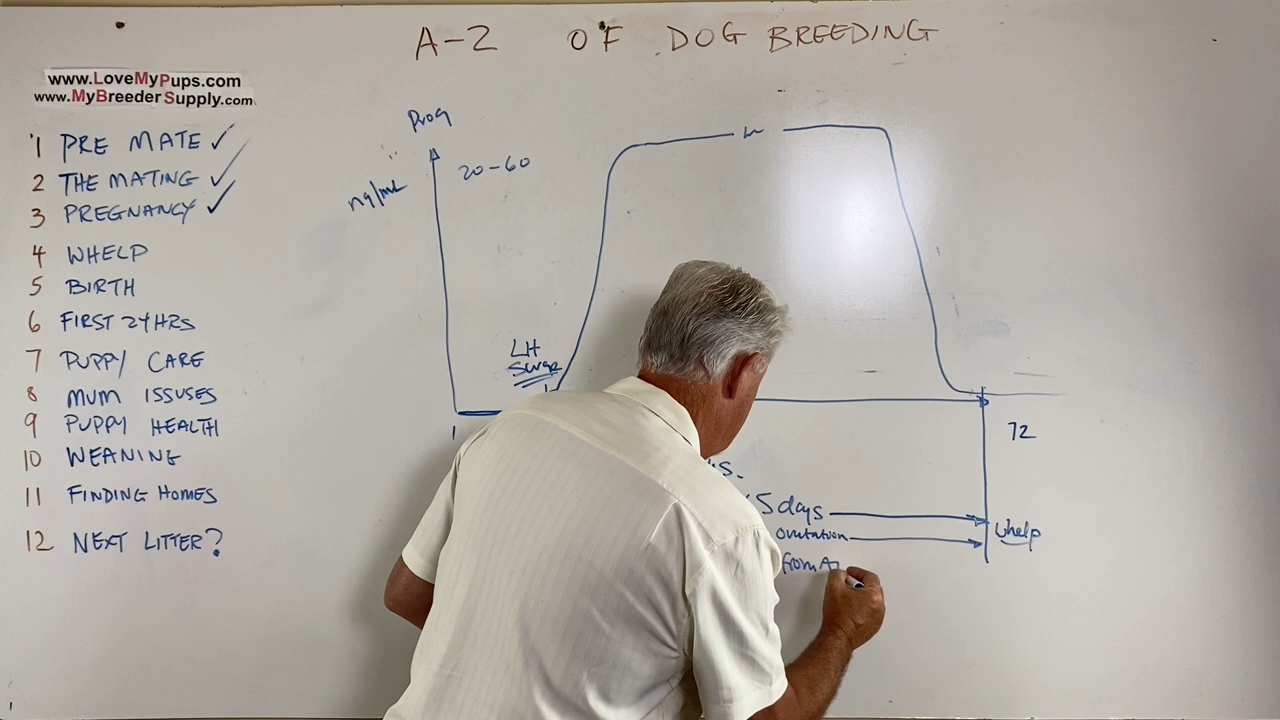 A-Z OF DOG BREEDING
www.LoveMyPups.com
www.MyBreederSupply.com
1 PRE MATE ✓
2 THE MATING ✓
3 PREGNANCY ✓
4 WHELP
5 BIRTH
6 FIRST 24HRS
7 PUPPY CARE
8 MUM ISSUSES
9 PUPPY HEALTH
10 WEANING
11 FINDING HOMES
12 NEXT LITTER?
Prog
ng/mL
20-60
LH
Surge
1
72
5 days
ovulation
whelp
from